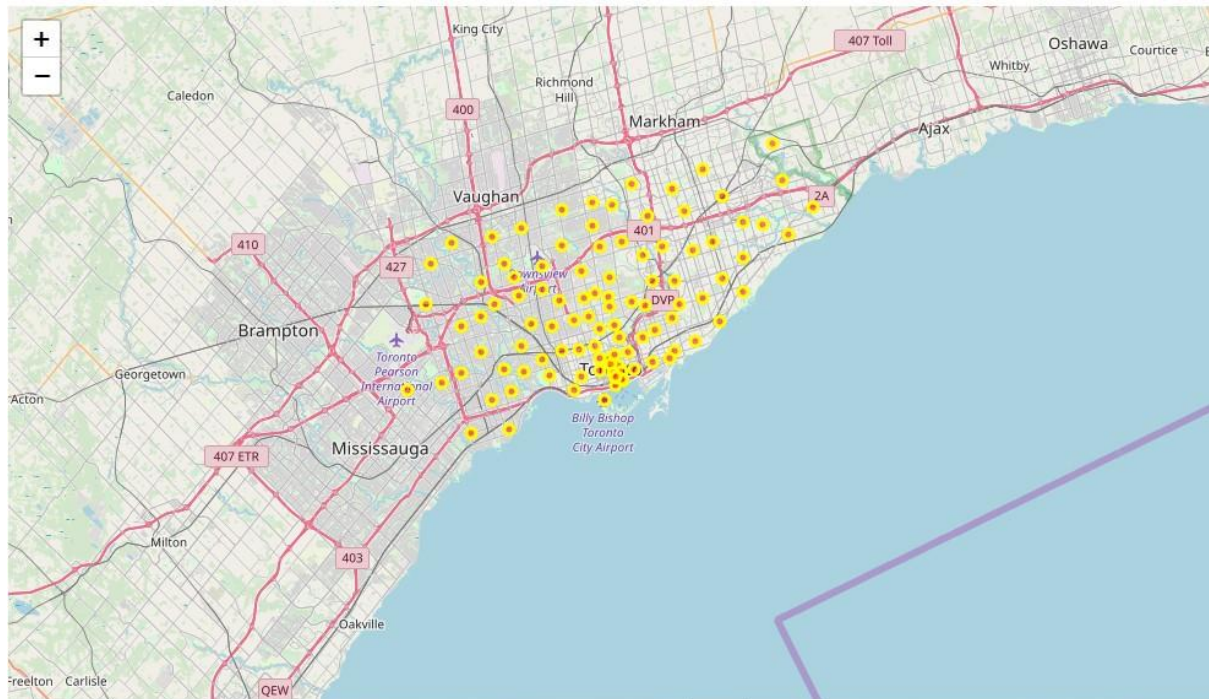 +
−
King City
407 Toll
Oshawa
Courtice
Whitby
Richmond
Hill
Caledon
400
Markham
Ajax
Vaughan
2A
401
410
427
Airport
DVP
Brampton
Toronto
Pearson
International
Airport
Georgetown
Acton
Billy Bishop
Toronto
City Airport
Mississauga
407 ETR
Milton
403
Oakville
Freelton
Carlisle
QEW